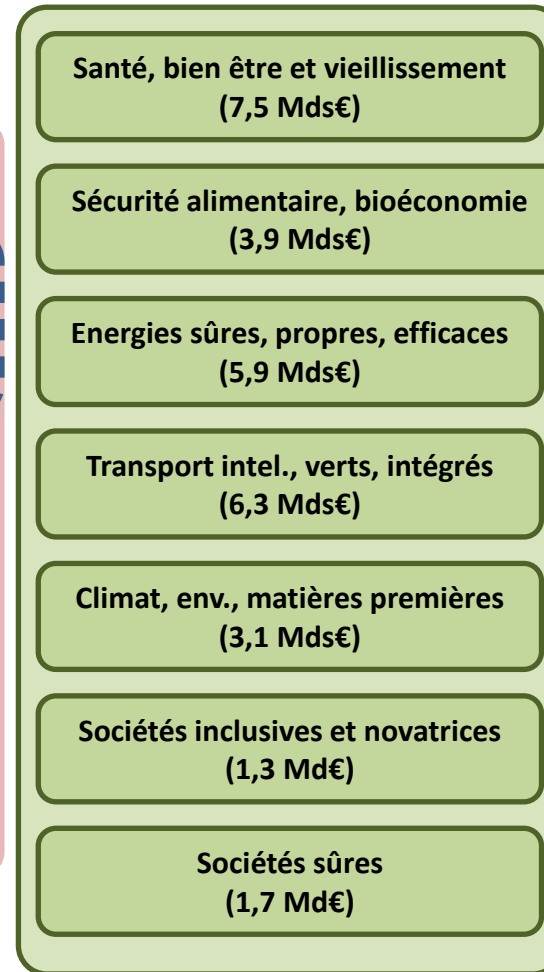 Santé, bien être et vieillissement
(7,5 Mds€)
Sécurité alimentaire, bioéconomie
(3,9 Mds€)
Energies sûres, propres, efficaces
(5,9 Mds€)
Transport intel., verts, intégrés
(6,3 Mds€)
Climat, env., matières premières
(3,1 Mds€)
Sociétés inclusives et novatrices
(1,3 Md€)
Sociétés sûres
(1,7 Md€)